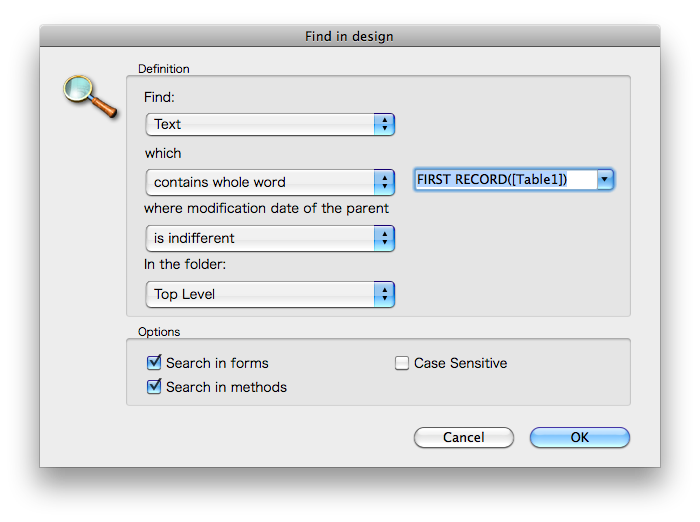 Find in design
Definition
Find:
Text
which
contains whole word
FIRST RECORD([Table1])
where modification date of the parent
is indifferent
In the folder:
Top Level
Options
Search in forms
Case Sensitive
Search in methods
Cancel
OK